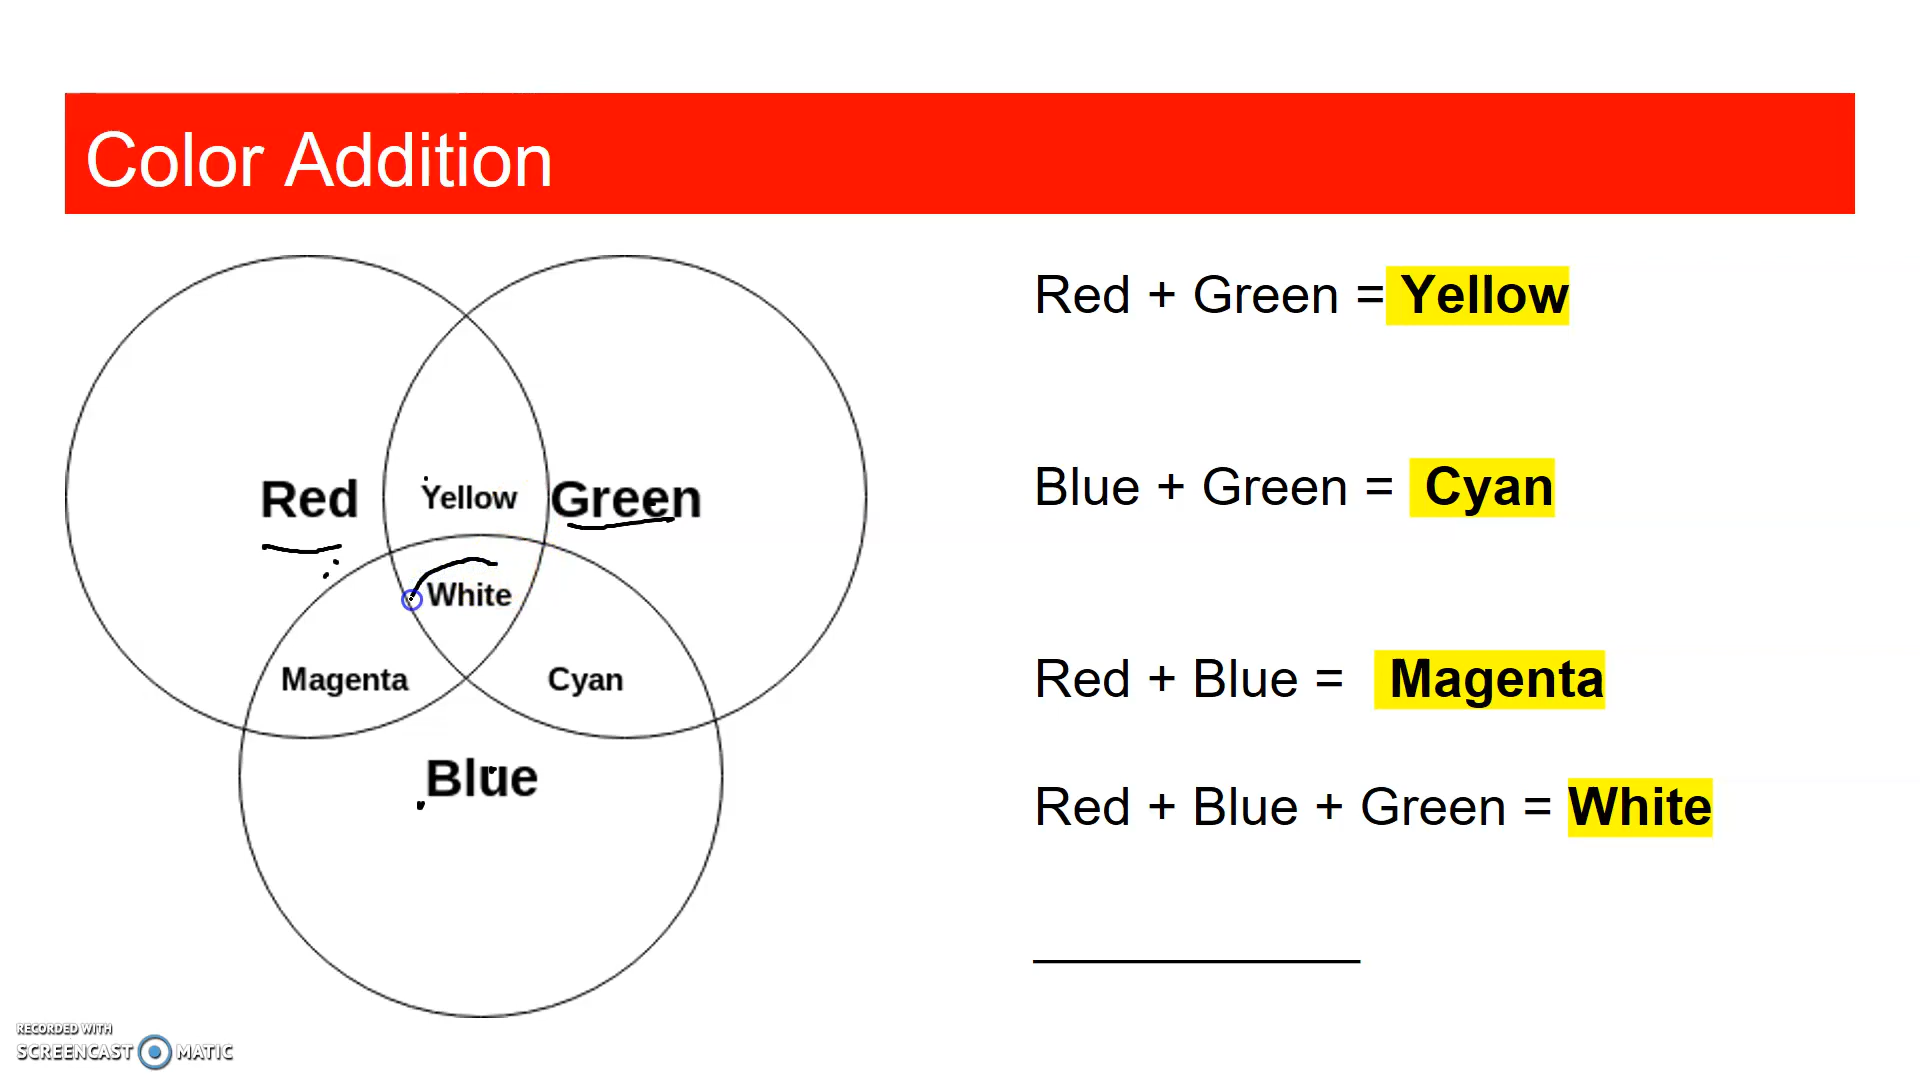 Color Addition
Red + Green = Yellow
Blue + Green = Cyan
Red + Blue = Magenta
Red + Blue + Green = White
Red
Yellow
Green
White
Magenta
Cyan
Blue
RECORDED WITH
SCREENCAST MATIC